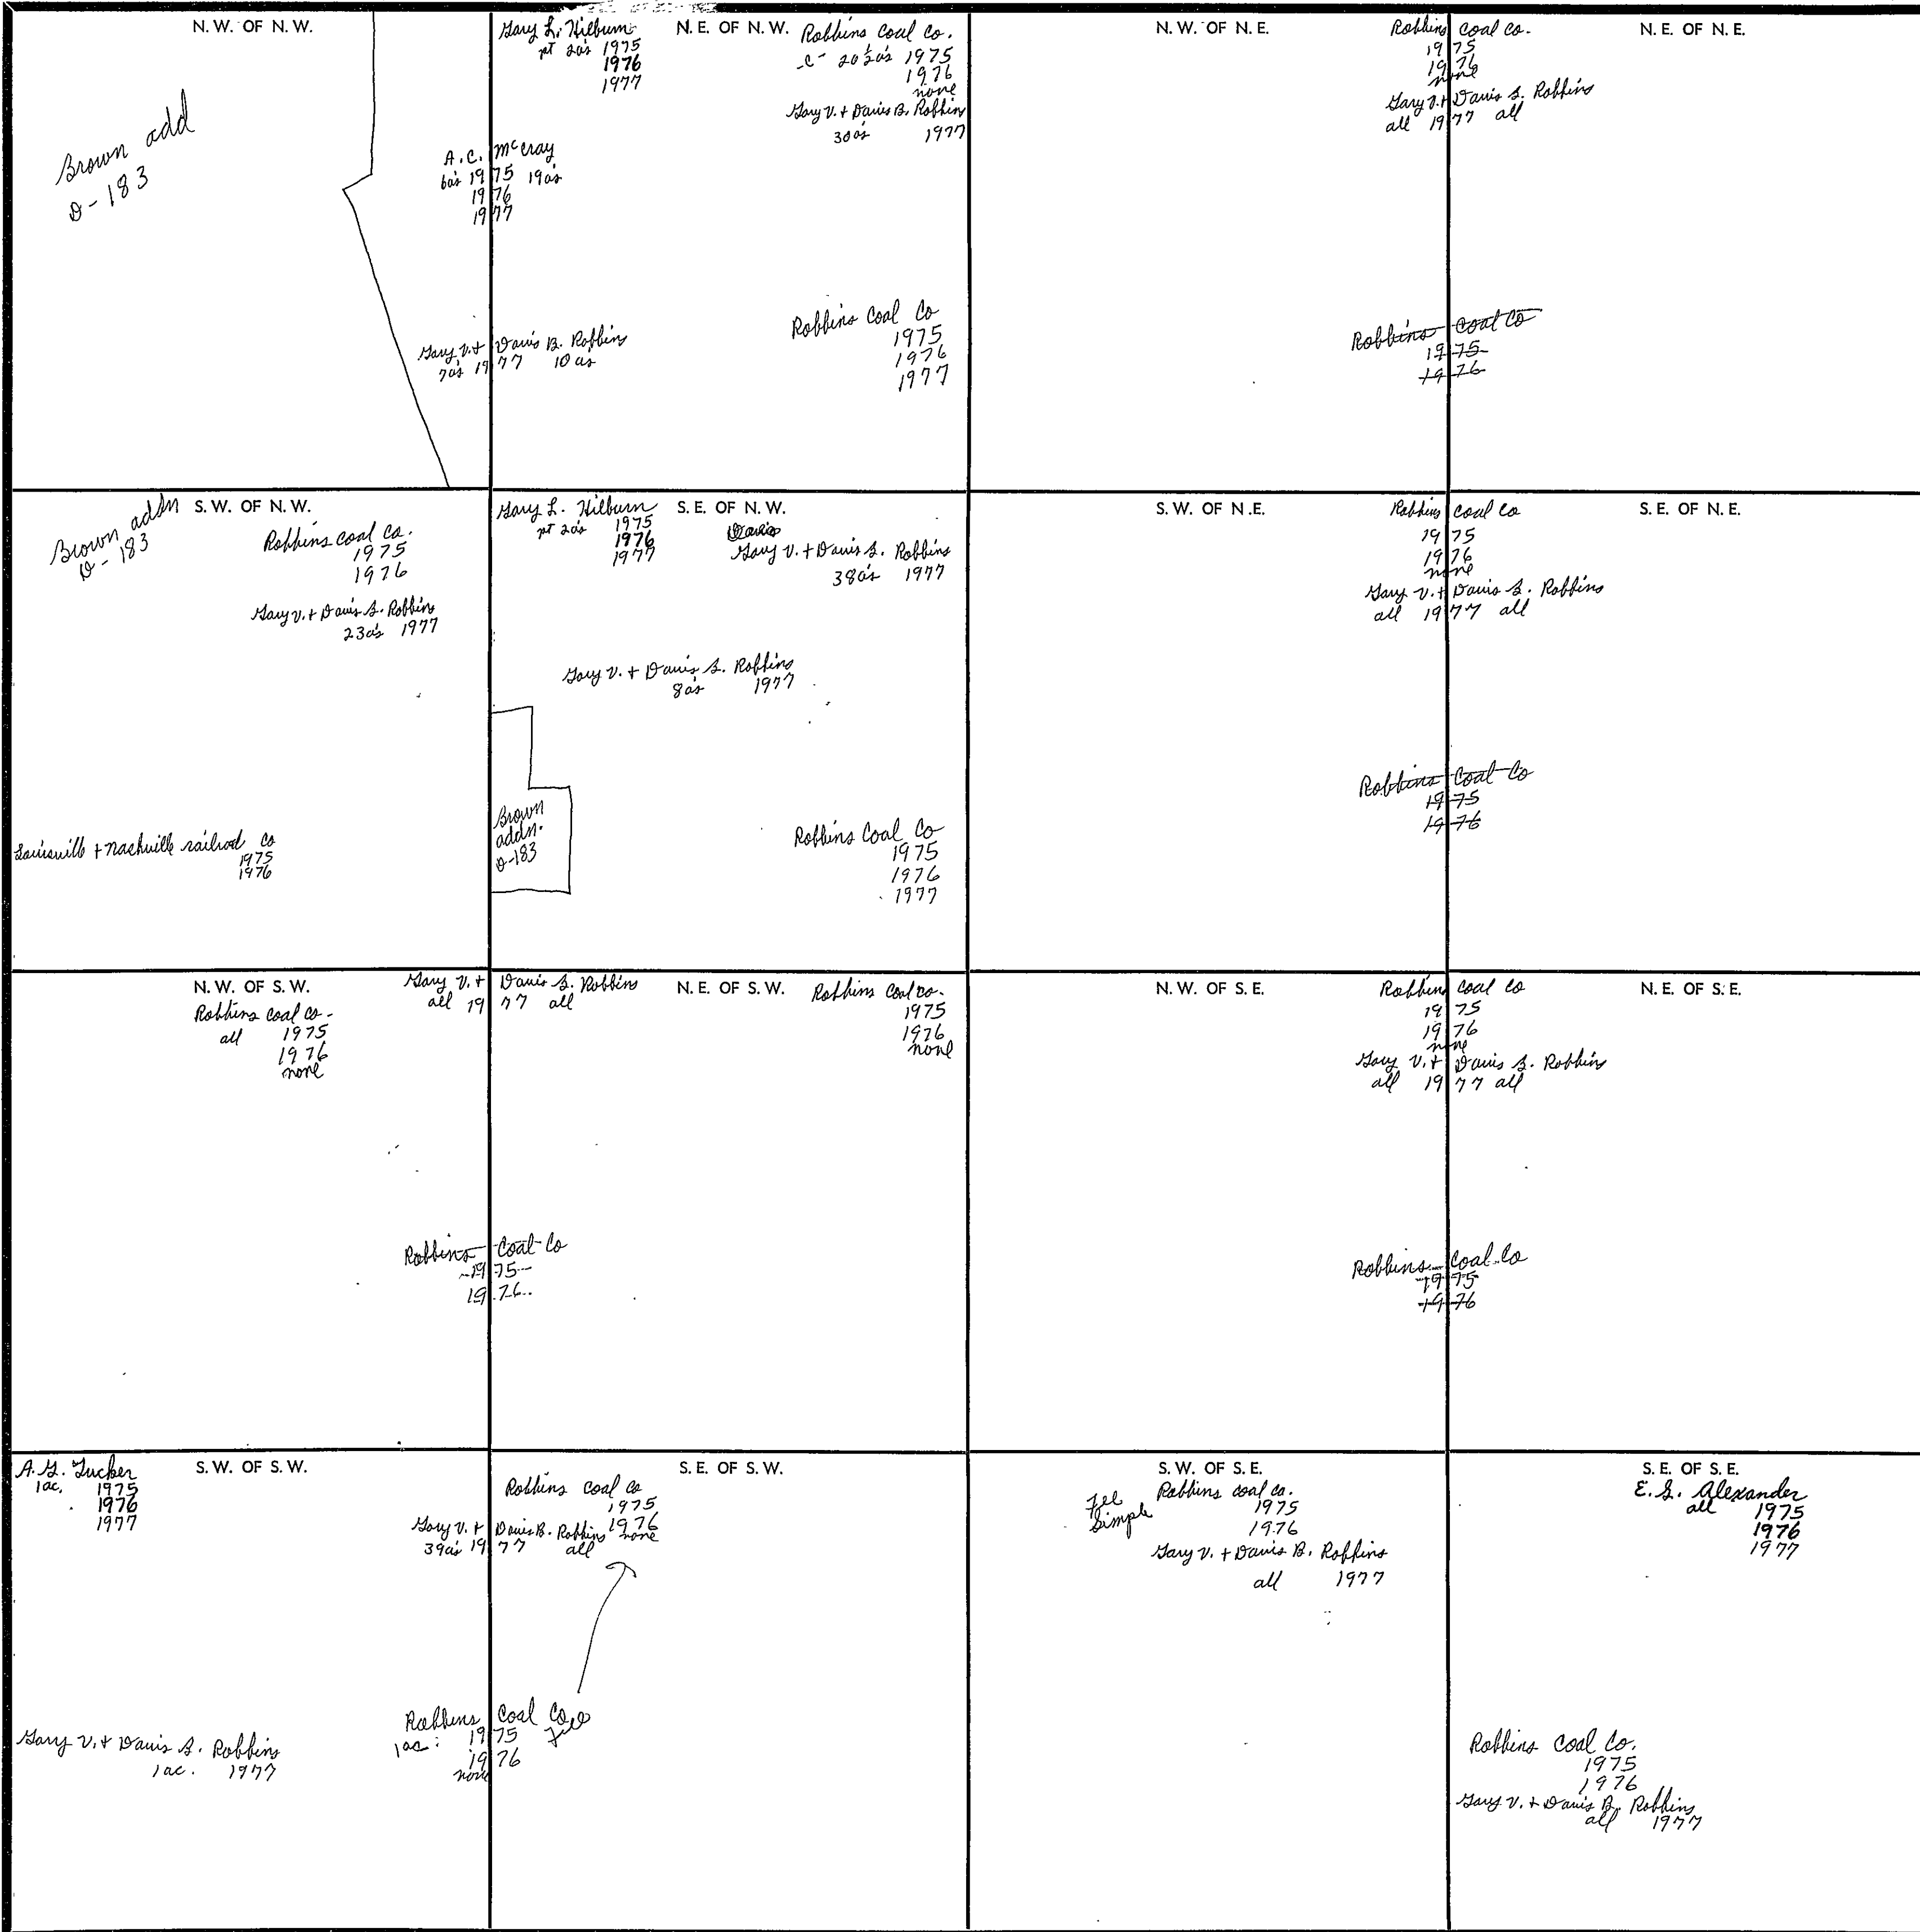 N. W. OF N. W.
Brown add
D-183
Gary L. Hilburn
pt 2a's 1975
1976
1977
N. E. OF N. W.
Robbins Coal Co.
-C- 20½a's 1975
1976
none
Gary V. + Davis B. Robbins
30a's 1977
A. C. McCray
6a's 1975 19a's
1976
1977
Gary V. + Davis B. Robbins
7a's 1977 10a's
Robbins Coal Co
1975
1976
1977
N. W. OF N. E.
Robbins Coal Co.
1975
1976
none
Gary V. + Davis B. Robbins
all 1977 all
N. E. OF N. E.
Robbins Coal Co
1975
1976
Brown addn
D-183
S. W. OF N. W.
Robbins Coal Co.
1975
1976
Gary V. + Davis B. Robbins
23a's 1977
Louisville + Nashville railroad Co
1975
1976
Gary L. Hilburn
pt 2a's 1975
1976
1977
S. E. OF N. W.
Davis
Gary V. + Davis B. Robbins
38a's 1977
Gary V. + Davis B. Robbins
8a's 1977
Brown
addn.
D-183
Robbins Coal Co
1975
1976
1977
S. W. OF N.E.
Robbins Coal Co
1975
1976
none
Gary V. + Davis B. Robbins
all 1977 all
S. E. OF N. E.
Robbins Coal Co
1975
1976
N. W. OF S. W.
Robbins Coal Co.
all 1975
1976
none
Gary V. + Davis B. Robbins
all 1977 all
N. E. OF S. W.
Robbins Coal Co.
1975
1976
none
Robbins Coal Co
1975
1976
N. W. OF S. E.
Robbins Coal Co
1975
1976
none
Gary V. + Davis B. Robbins
all 1977 all
N. E. OF S. E.
Robbins Coal Co
1975
1976
A. G. Tucker
1ac. 1975
1976
1977
S. W. OF S. W.
Robbins Coal Co
1975
1976
none
Gary V. + Davis B. Robbins
39a's 1977 all
S. E. OF S. W.
Gary V. + Davis B. Robbins
1ac. 1977
Robbins Coal Co
1ac. 1975 Fee
1976
none
S. W. OF S. E.
Fee
Simple
Robbins Coal Co.
1975
1976
Gary V. + Davis B. Robbins
all 1977
S. E. OF S. E.
E. G. Alexander
all 1975
1976
1977
Robbins Coal Co.
1975
1976
Gary V. + Davis B. Robbins
all 1977